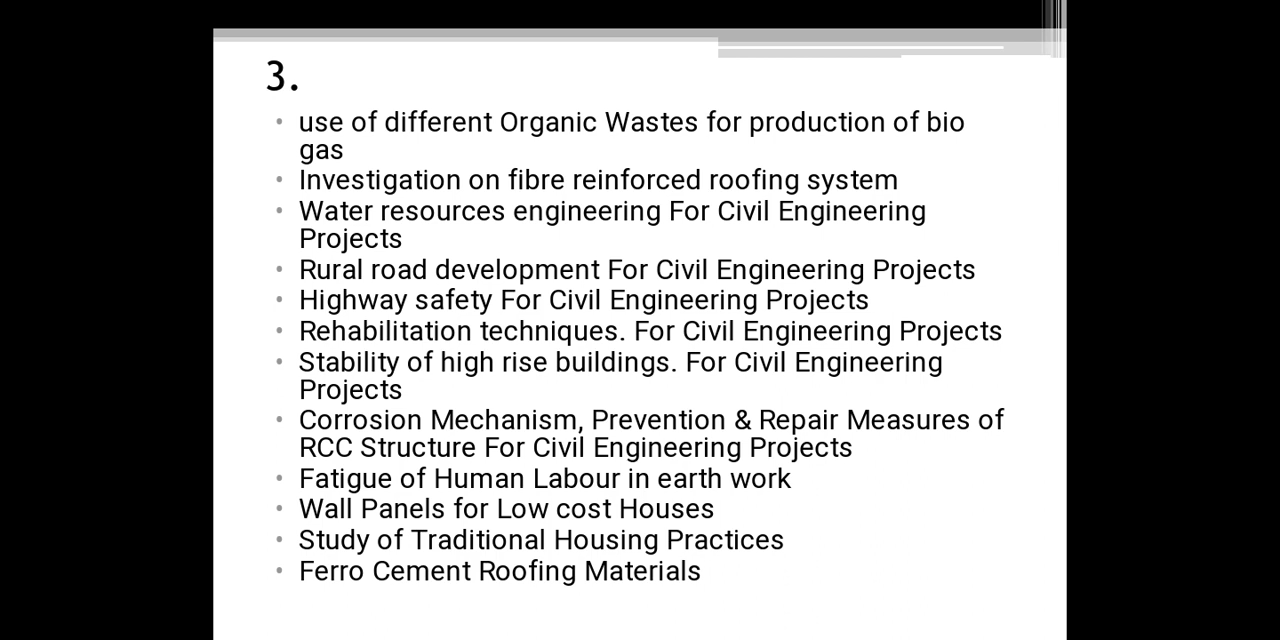 3.
• use of different Organic Wastes for production of bio
gas
• Investigation on fibre reinforced roofing system
• Water resources engineering For Civil Engineering
Projects
• Rural road development For Civil Engineering Projects
• Highway safety For Civil Engineering Projects
• Rehabilitation techniques. For Civil Engineering Projects
• Stability of high rise buildings. For Civil Engineering
Projects
• Corrosion Mechanism, Prevention & Repair Measures of
RCC Structure For Civil Engineering Projects
• Fatigue of Human Labour in earth work
• Wall Panels for Low cost Houses
• Study of Traditional Housing Practices
• Ferro Cement Roofing Materials